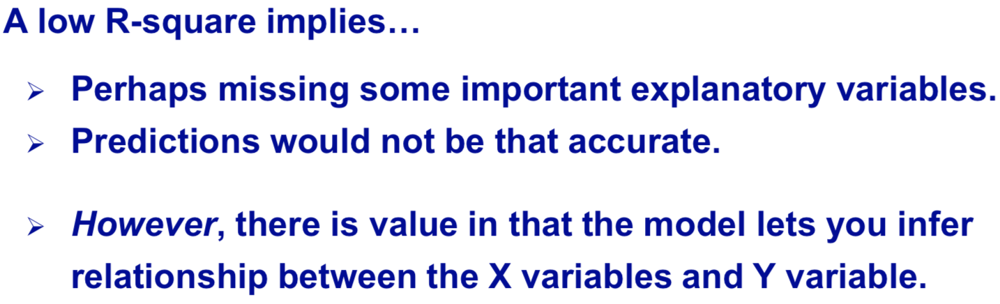 A low R-square implies…
➢ Perhaps missing some important explanatory variables.
➢ Predictions would not be that accurate.
➢ However, there is value in that the model lets you infer
relationship between the X variables and Y variable.